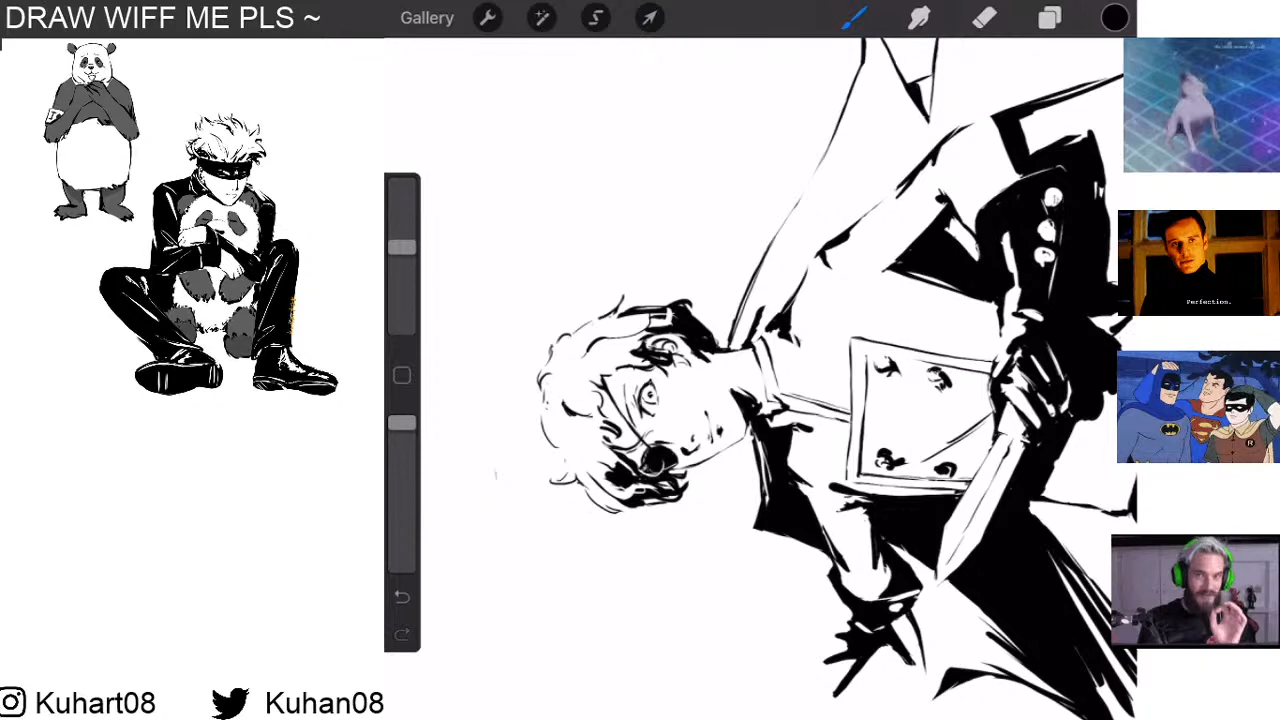 DRAW WIFF ME PLS ~
Gallery
Perfection.
Kuhart08
Kuhan08